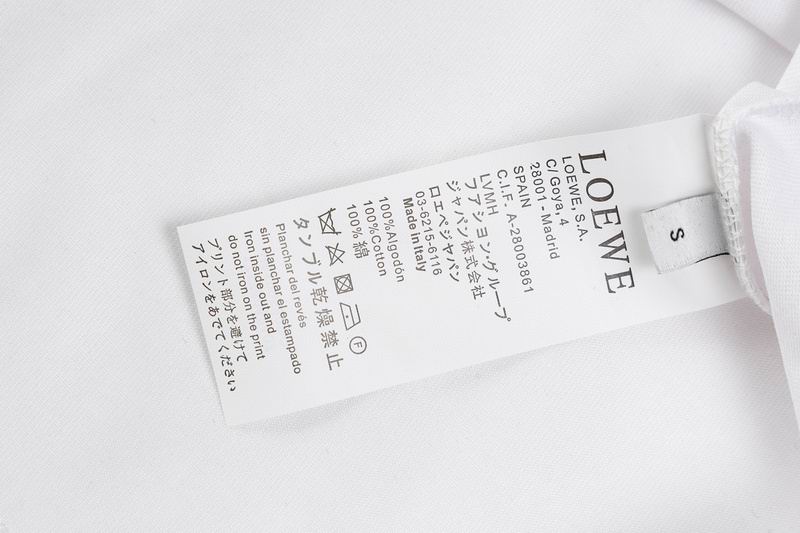 LOEWE
LOEWE, S.A.
C/ Goya, 4
28001 - Madrid
SPAIN
C.I.F. A-28003861
LVMH
ファション・グループ
ジャパン株式会社
ロエベジャパン
03-6215-6116
Made in Italy
100%Algodón
100%Cotton
100% 綿
F
タンブル乾燥禁止
Planchar del revés
sin planchar el estampado
Iron inside out and
do not iron on the print
プリント部分を避けて
アイロンをあててください
S